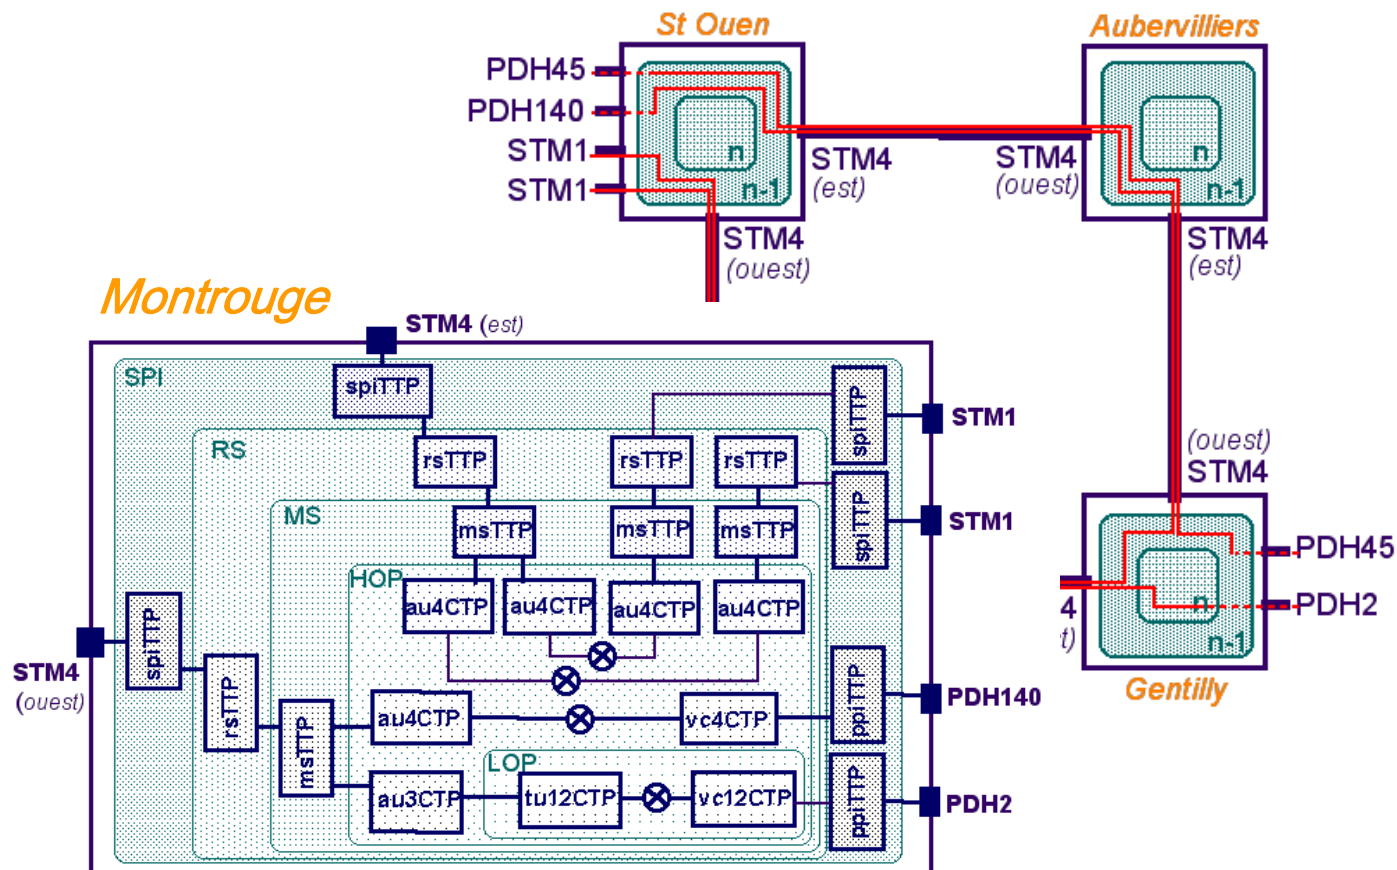 St Ouen
Aubervilliers
PDH45
PDH140
STM1
STM1
n
n-1
STM4
(est)
STM4
(ouest)
STM4
(ouest)
n
n-1
STM4
(est)
Montrouge
STM4 (est)
SPI
spiTTP
spiTTP
STM1
RS
rsTTP
rsTTP
rsTTP
spiTTP
STM1
MS
msTTP
msTTP
msTTP
HOP
au4CTP
au4CTP
au4CTP
au4CTP
spiTTP
STM4
(ouest)
rsTTP
msTTP
au4CTP
vc4CTP
ppiTTP
PDH140
LOP
au3CTP
tu12CTP
vc12CTP
ppiTTP
PDH2
(ouest)
STM4
PDH45
n
PDH2
4
t)
n-1
Gentilly